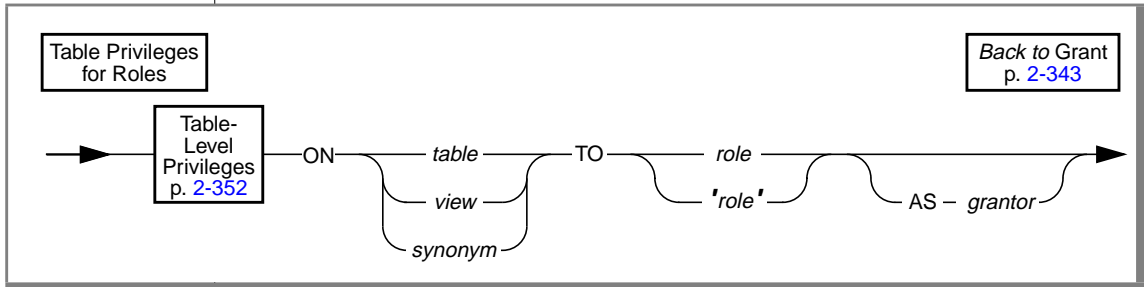 Table Privileges
for Roles
Back to Grant
p. 2-343
Table-
Level
Privileges
p. 2-352
ON
table
view
synonym
TO
role
'role'
AS
grantor